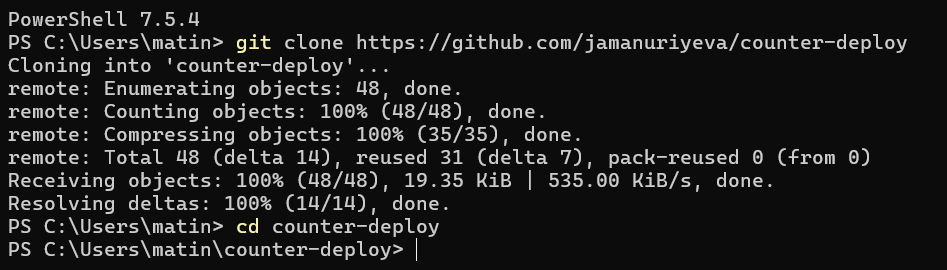 PowerShell 7.5.4
PS C:\Users\matin> git clone https://github.com/jamanuriyeva/counter-deploy
Cloning into 'counter-deploy'...
remote: Enumerating objects: 48, done.
remote: Counting objects: 100% (48/48), done.
remote: Compressing objects: 100% (35/35), done.
remote: Total 48 (delta 14), reused 31 (delta 7), pack-reused 0 (from 0)
Receiving objects: 100% (48/48), 19.35 KiB | 535.00 KiB/s, done.
Resolving deltas: 100% (14/14), done.
PS C:\Users\matin> cd counter-deploy
PS C:\Users\matin\counter-deploy>